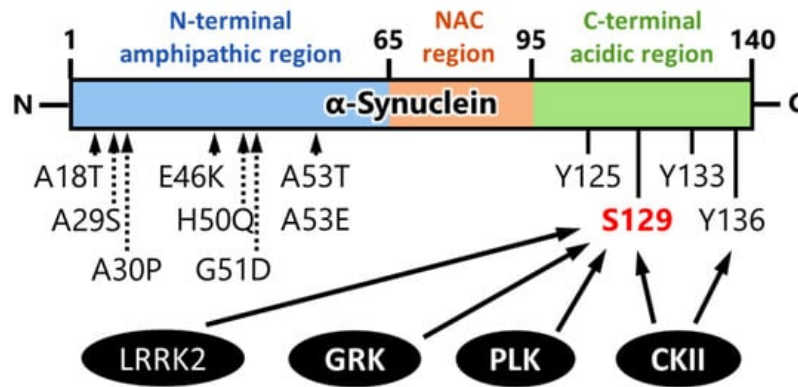 N-terminal amphipathic region
NAC region
C-terminal acidic region
1 65 95 140
N α-Synuclein C
A18T E46K A53T Y125 Y133
A29S H50Q A53E S129 Y136
A30P G51D
LRRK2 GRK PLK CKII